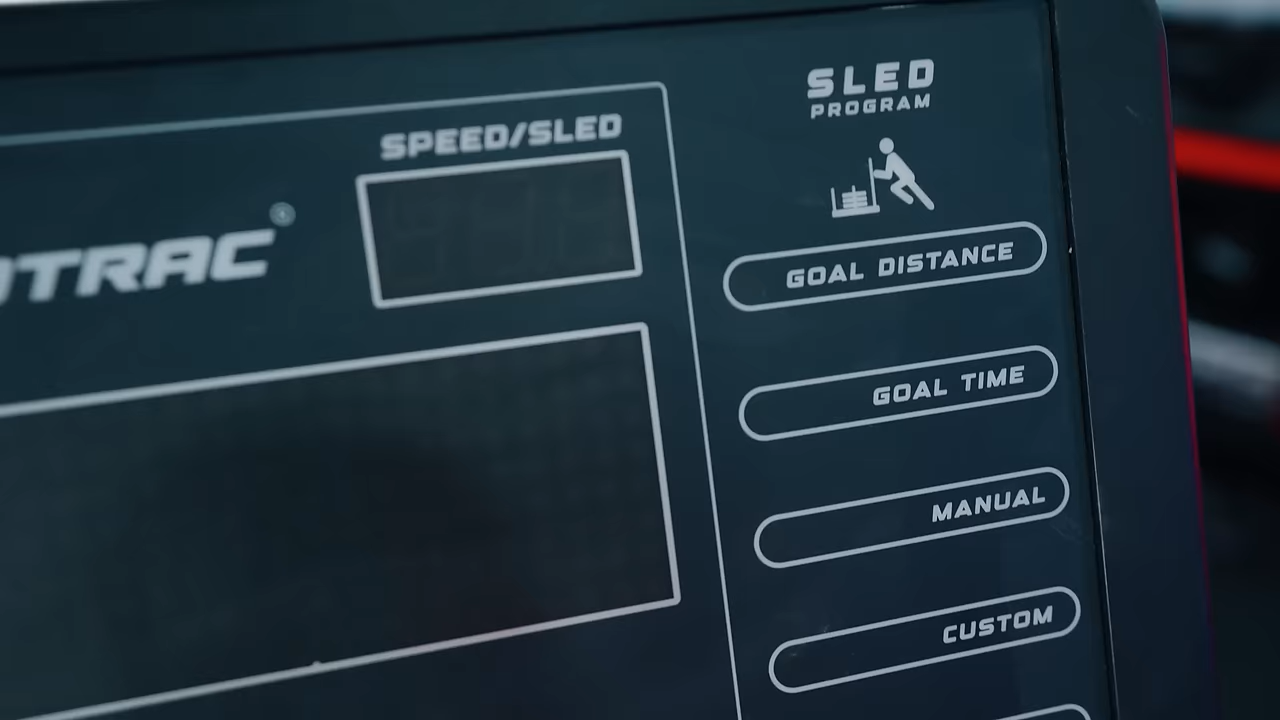 SPEED/SLED
TRAC®
SLED
PROGRAM
GOAL DISTANCE
GOAL TIME
MANUAL
CUSTOM